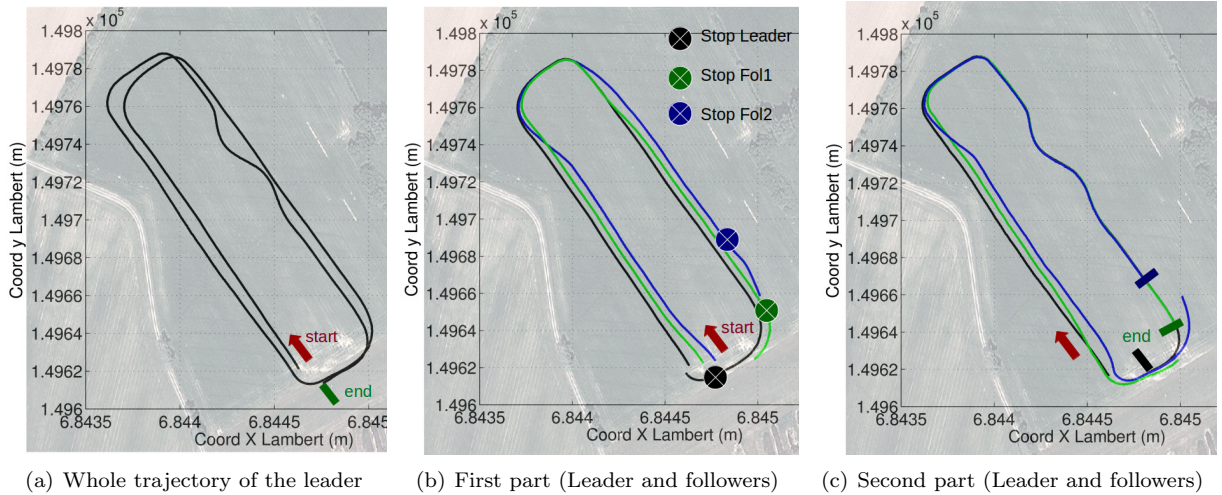 x 10^5
1.498
1.4978
1.4976
1.4974
1.4972
1.497
1.4968
1.4966
1.4964
1.4962
1.496
Coord y Lambert (m)
start
end
6.8435 6.844 6.8445 6.845
Coord X Lambert (m)
(a) Whole trajectory of the leader
x 10^5
1.498
1.4978
1.4976
1.4974
1.4972
1.497
1.4968
1.4966
1.4964
1.4962
1.496
Coord y Lambert (m)
Stop Leader
Stop Fol1
Stop Fol2
start
6.8435 6.844 6.8445 6.845
Coord X Lambert (m)
(b) First part (Leader and followers)
x 10^5
1.498
1.4978
1.4976
1.4974
1.4972
1.497
1.4968
1.4966
1.4964
1.4962
1.496
Coord y Lambert (m)
end
6.8435 6.844 6.8445 6.845
Coord X Lambert (m)
(c) Second part (Leader and followers)